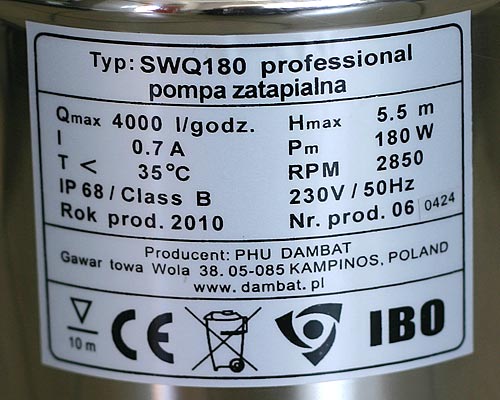 Typ: SWQ180 professional
pompa zatapialna
Qmax 4000 l/godz. Hmax 5.5 m
I 0.7 A Pm 180 W
T < 35°C RPM 2850
IP 68 / Class B 230V / 50Hz
Rok prod. 2010 Nr. prod. 06 0424
Producent: PHU DAMBAT
Gawar towa Wola 38. 05-085 KAMPINOS, POLAND
www. dambat. pl
10 m CE IBO